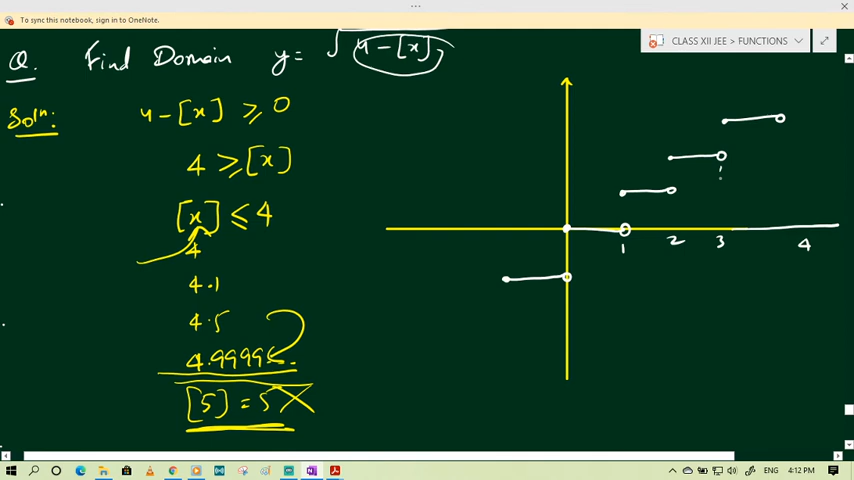 To sync this notebook, sign in to OneNote.
CLASS XII JEE > FUNCTIONS
Q. Find Domain y = √4-[x]
Soln: 4-[x] ≥ 0
4 ≥ [x]
[x] ≤ 4
4
4.1
4.5
4.9999...
[5] = 5
1 2 3 4
ENG 4:12 PM